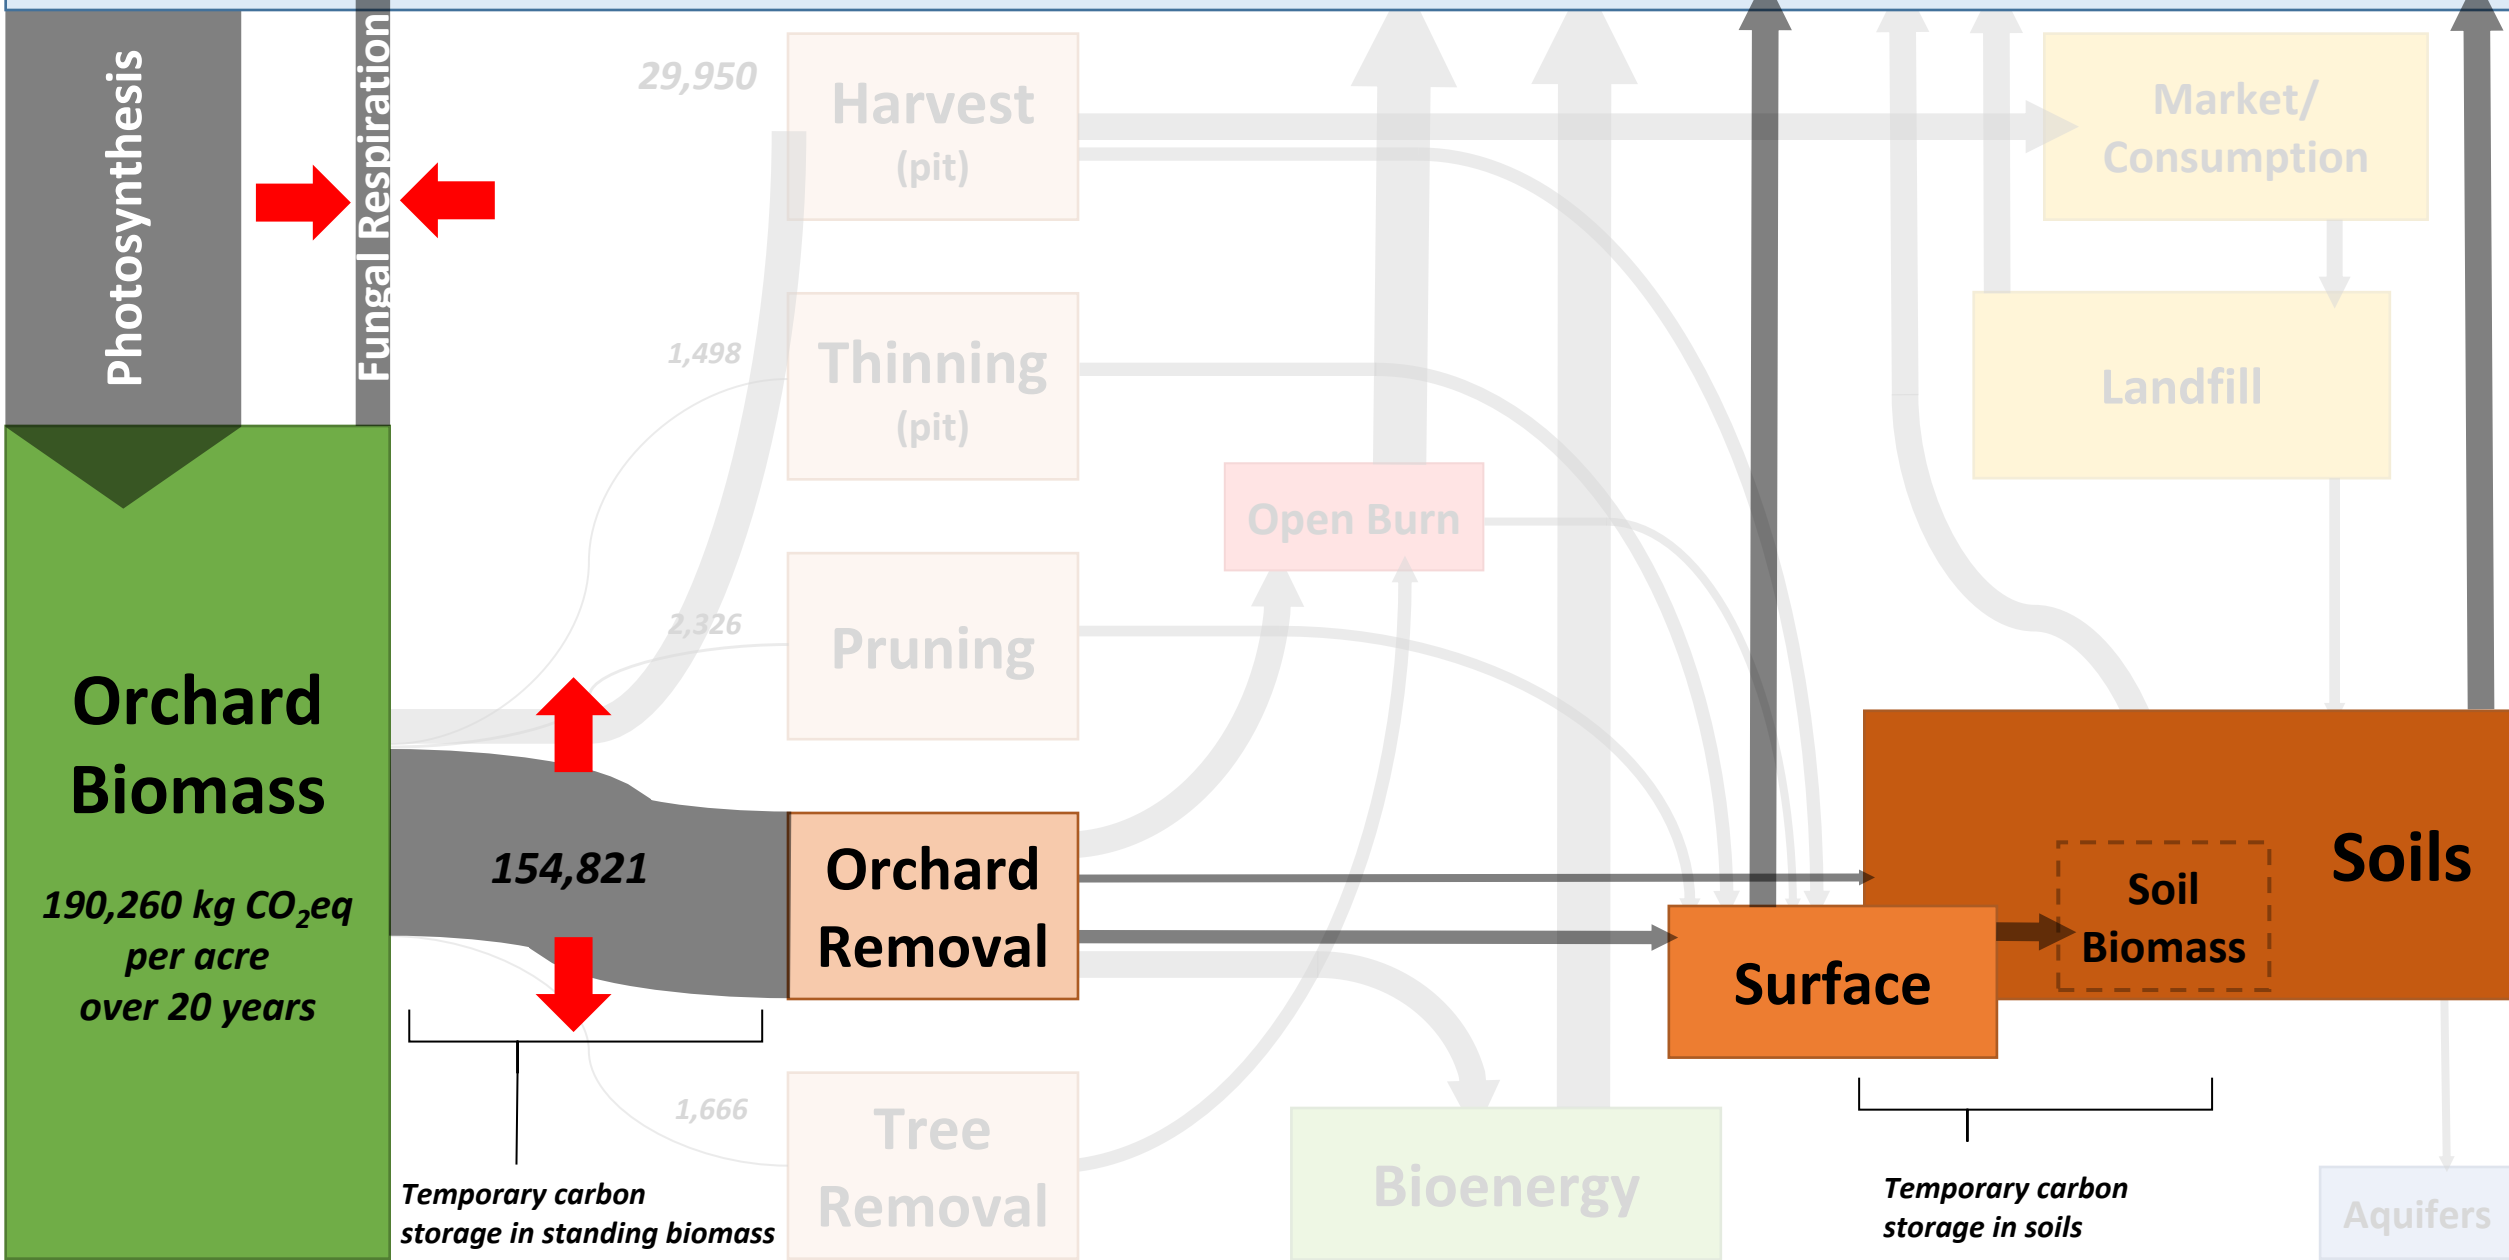 Photosynthesis
Fungal Respiration
Orchard
Biomass
190,260 kg CO₂eq
per acre
over 20 years
29,950
1,498
2,326
154,821
1,666
Temporary carbon
storage in standing biomass
Harvest
(pit)
Thinning
(pit)
Pruning
Orchard
Removal
Tree
Removal
Open Burn
Bioenergy
Market/
Consumption
Landfill
Soils
Soil
Biomass
Surface
Temporary carbon
storage in soils
Aquifers